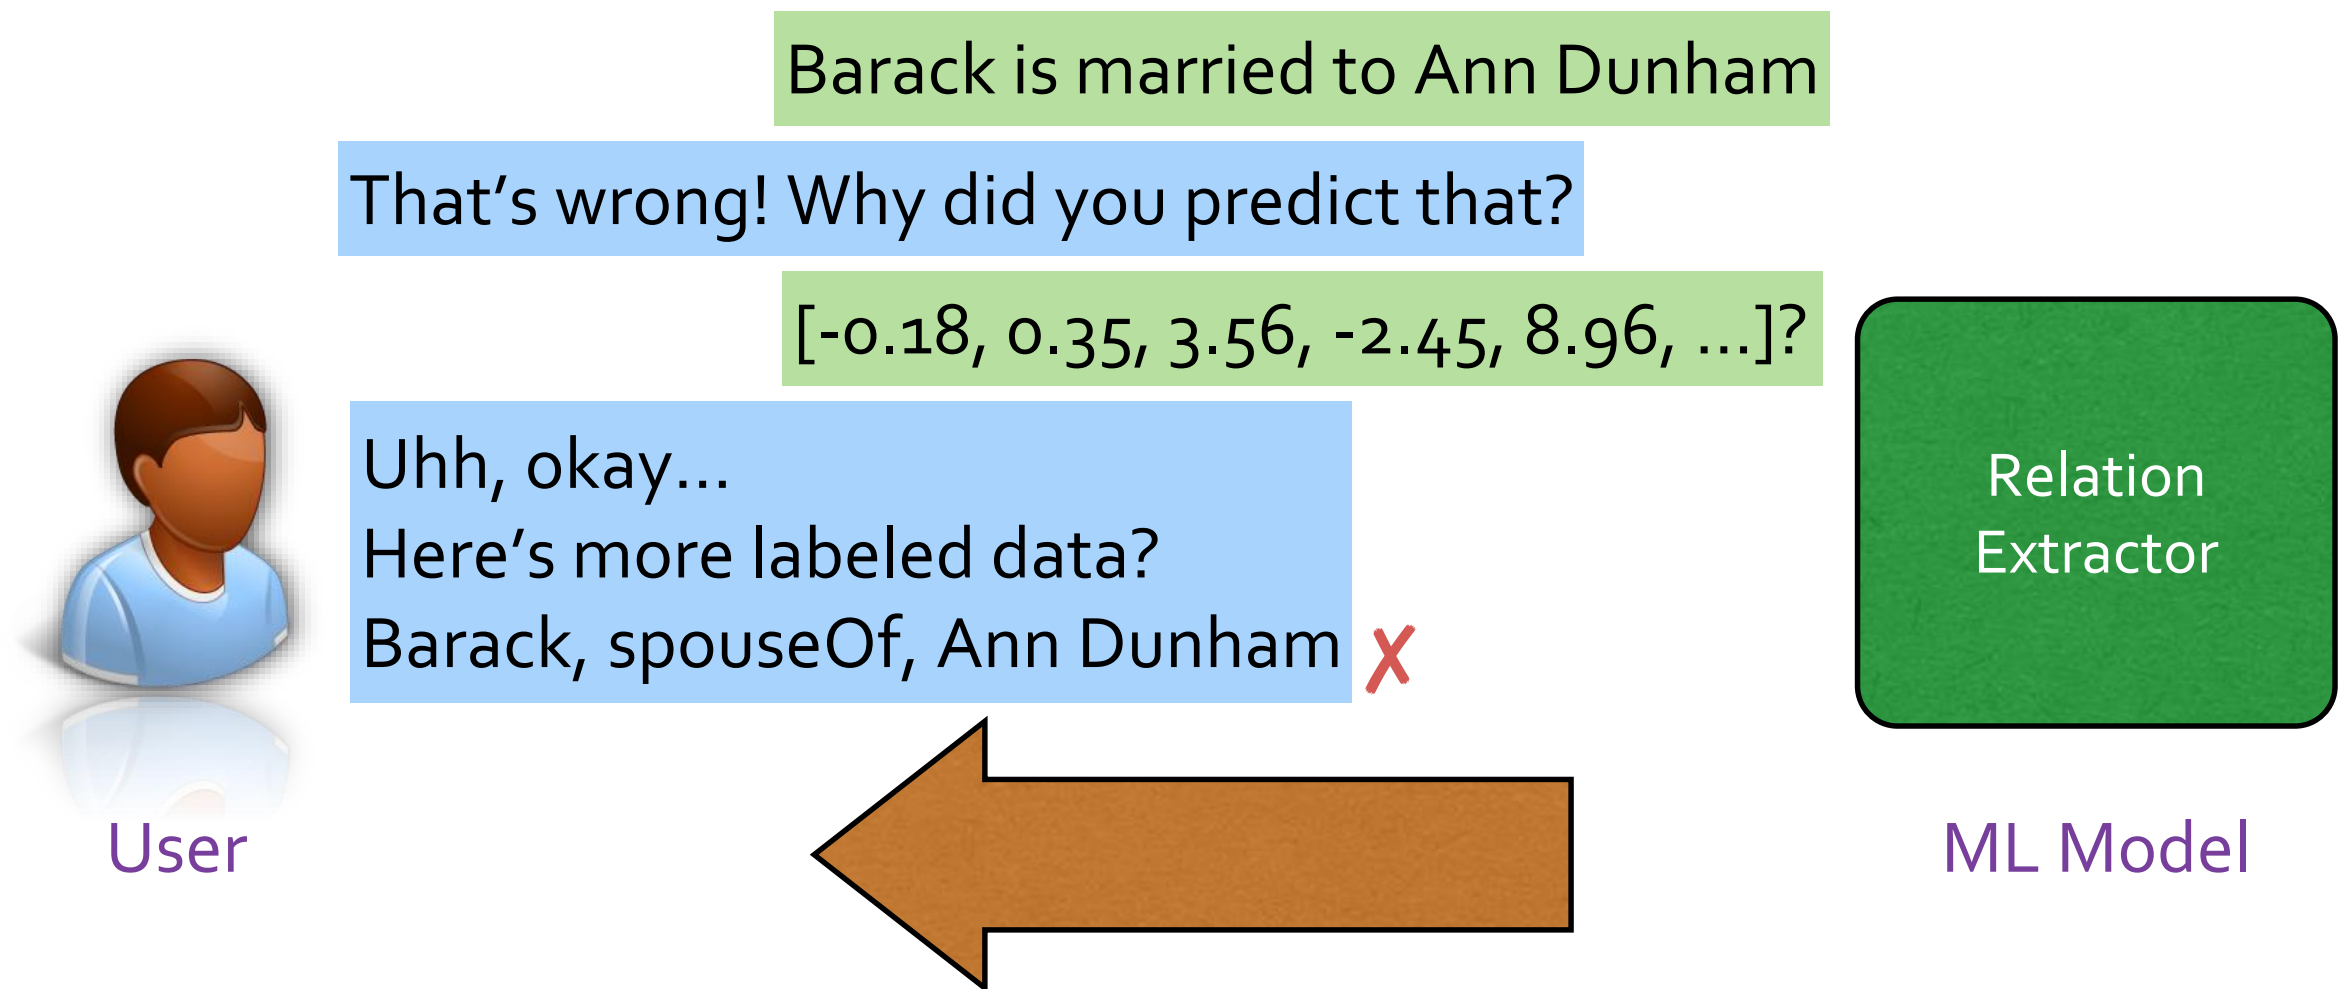 Barack is married to Ann Dunham
That’s wrong! Why did you predict that?
[-0.18, 0.35, 3.56, -2.45, 8.96, …]?
Uhh, okay…
Here’s more labeled data?
Barack, spouseOf, Ann Dunham ✗
Relation
Extractor
User
ML Model